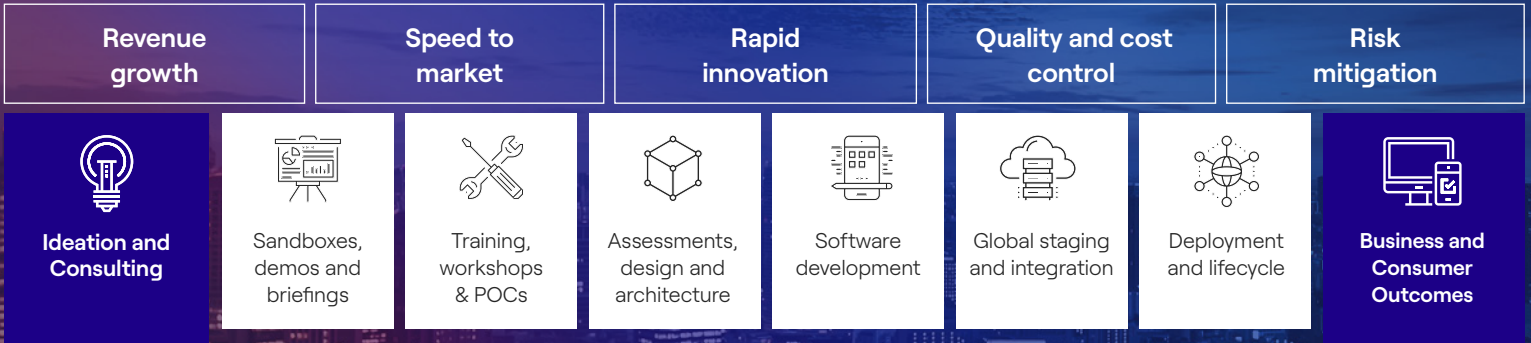 Revenue
growth
Speed to
market
Rapid
innovation
Quality and cost
control
Risk
mitigation
Ideation and
Consulting
Sandboxes,
demos and
briefings
Training,
workshops
& POCs
Assessments,
design and
architecture
Software
development
Global staging
and integration
Deployment
and lifecycle
Business and
Consumer
Outcomes